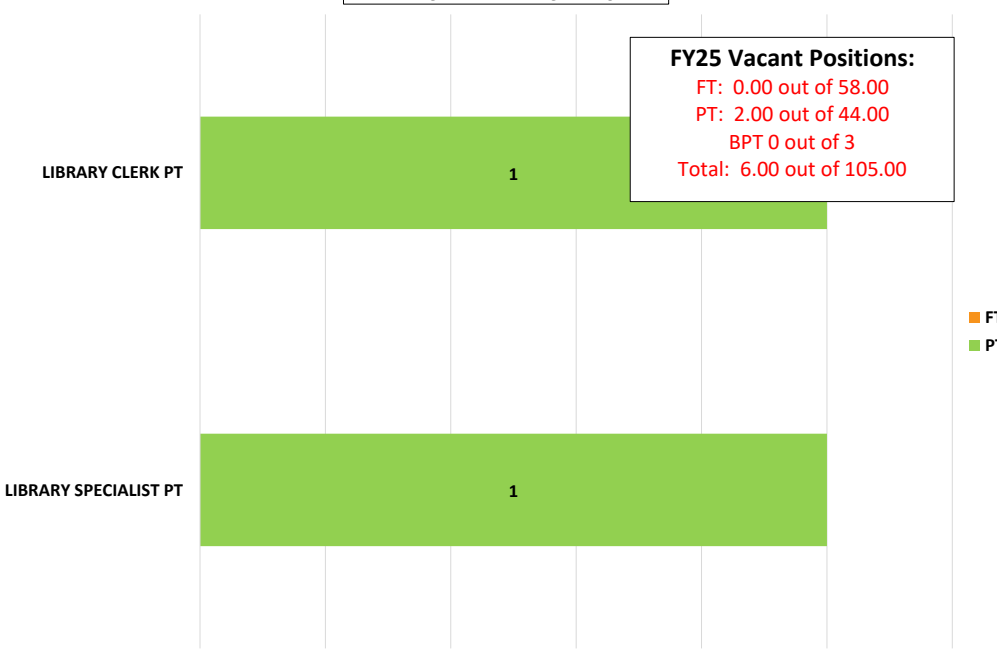 FY25 Vacant Positions:
FT: 0.00 out of 58.00
PT: 2.00 out of 44.00
BPT 0 out of 3
Total: 6.00 out of 105.00
LIBRARY CLERK PT
1
LIBRARY SPECIALIST PT
1